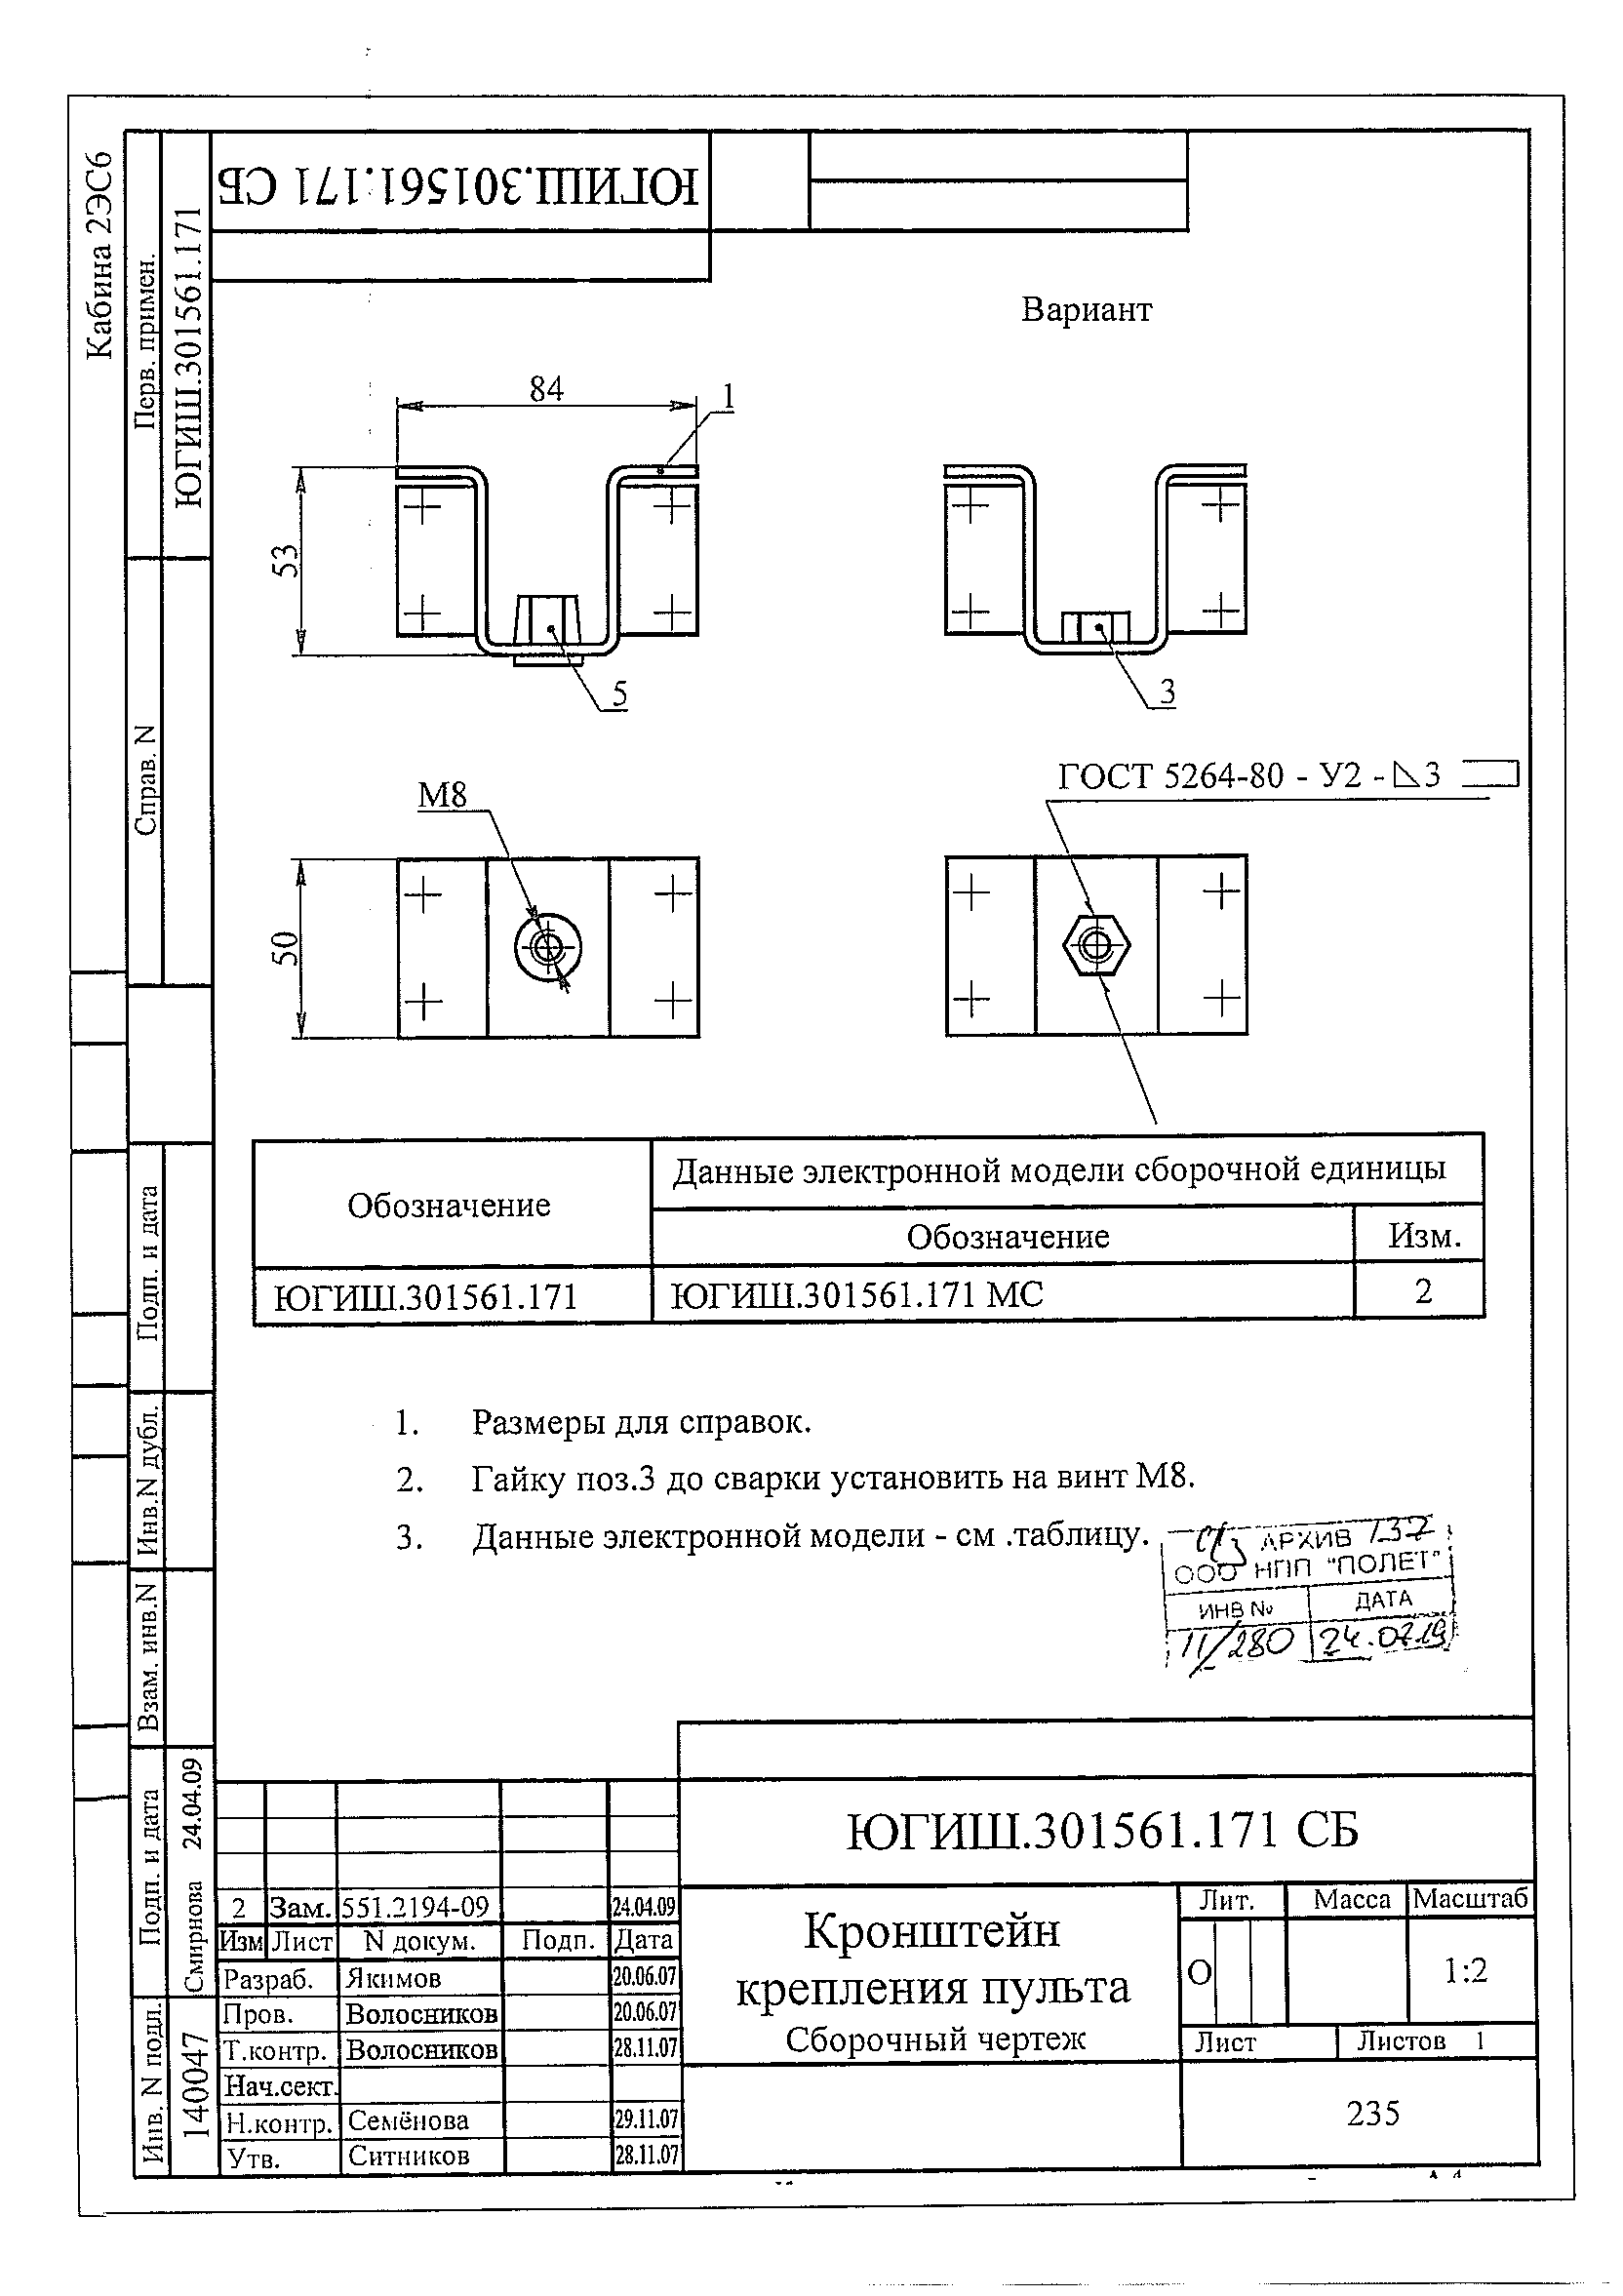 Кабина 2ЭС6
Перв. примен.
ЮГИШ.301561.171
Справ. N
Подп. и дата
Инв.N дубл.
Взам. инв.N
Подп. и дата
Смирнова 24.04.09
Инв. N подл.
140047
ЮГИШ.301561.171 СБ
Вариант
84
1
53
5
3
М8
ГОСТ 5264-80 - У2 - ◺3
50
Обозначение
Данные электронной модели сборочной единицы
Обозначение Изм.
ЮГИШ.301561.171 ЮГИШ.301561.171 МС 2
1. Размеры для справок.
2. Гайку поз.3 до сварки установить на винт М8.
3. Данные электронной модели - см .таблицу.
АРХИВ 137
ООО НПП "ПОЛЕТ"
ИНВ № ДАТА
11/280 24.07.19
ЮГИШ.301561.171 СБ
2 Зам. 551.2194-09 24.04.09
Изм Лист N докум. Подп. Дата
Разраб. Якимов 20.06.07
Пров. Волосников 20.06.07
Т.контр. Волосников 28.11.07
Нач.сект.
Н.контр. Семёнова 29.11.07
Утв. Ситников 28.11.07
Кронштейн
крепления пульта
Сборочный чертеж
Лит. Масса Масштаб
О 1:2
Лист Листов 1
235